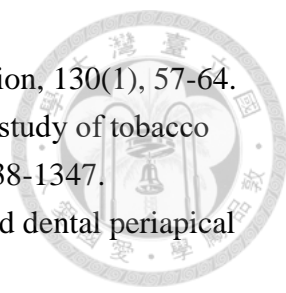 ion, 130(1), 57-64.
study of tobacco
38-1347.
d dental periapical